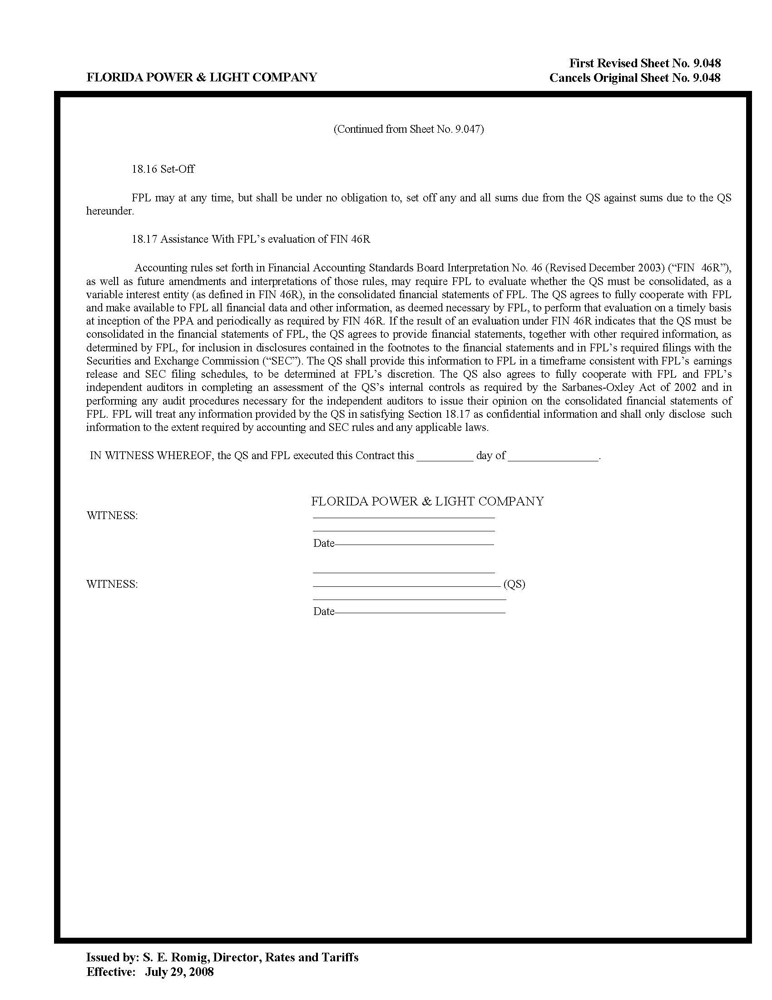 First Revised Sheet No. 9.048
FLORIDA POWER & LIGHT COMPANY
Cancels Original Sheet No. 9.048
(Continued from Sheet No. 9.047)
18.16 Set-Off
FPL may at any time, but shall be under no obligation to, set off any and all sums due from the QS against sums due to the QS
hereunder.
18.17 Assistance With FPL’s evaluation of FIN 46R
Accounting rules set forth in Financial Accounting Standards Board Interpretation No. 46 (Revised December 2003) (“FIN 46R”),
as well as future amendments and interpretations of those rules, may require FPL to evaluate whether the QS must be consolidated, as a
variable interest entity (as defined in FIN 46R), in the consolidated financial statements of FPL. The QS agrees to fully cooperate with FPL
and make available to FPL all financial data and other information, as deemed necessary by FPL, to perform that evaluation on a timely basis
at inception of the PPA and periodically as required by FIN 46R. If the result of an evaluation under FIN 46R indicates that the QS must be
consolidated in the financial statements of FPL, the QS agrees to provide financial statements, together with other required information, as
determined by FPL, for inclusion in disclosures contained in the footnotes to the financial statements and in FPL’s required filings with the
Securities and Exchange Commission (“SEC”). The QS shall provide this information to FPL in a timeframe consistent with FPL’s earnings
release and SEC filing schedules, to be determined at FPL’s discretion. The QS also agrees to fully cooperate with FPL and FPL’s
independent auditors in completing an assessment of the QS’s internal controls as required by the Sarbanes-Oxley Act of 2002 and in
performing any audit procedures necessary for the independent auditors to issue their opinion on the consolidated financial statements of
FPL. FPL will treat any information provided by the QS in satisfying Section 18.17 as confidential information and shall only disclose such
information to the extent required by accounting and SEC rules and any applicable laws.
IN WITNESS WHEREOF, the QS and FPL executed this Contract this __________ day of ________________.
FLORIDA POWER & LIGHT COMPANY
WITNESS:
Date
WITNESS:
(QS)
Date
Issued by: S. E. Romig, Director, Rates and Tariffs
Effective: July 29, 2008